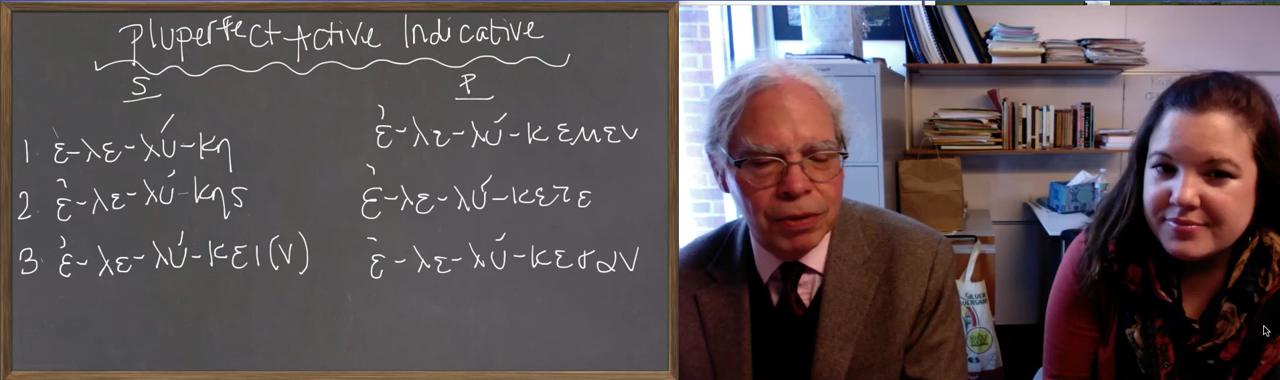 Pluperfect Active Indicative
S P
1. ἐ-λε-λύ-κη ἐ-λε-λύ-κεμεν
2. ἐ-λε-λύ-κης ἐ-λε-λύ-κετε
3. ἐ-λε-λύ-κει(ν) ἐ-λε-λύ-κεσαν